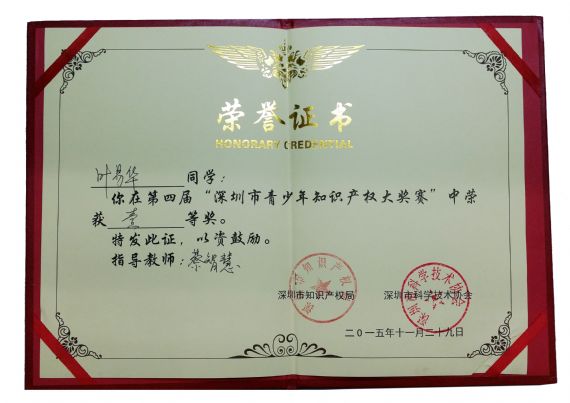 荣誉证书
HONORARY CREDENTIAL
叶易华 同学：
你在第四届“深圳市青少年知识产权大奖赛”中荣
获 壹 等奖。
特发此证，以资鼓励。
指导教师：蔡智慧
深圳市知识产权局 深圳市科学技术协会
二〇一五年十一月二十九日